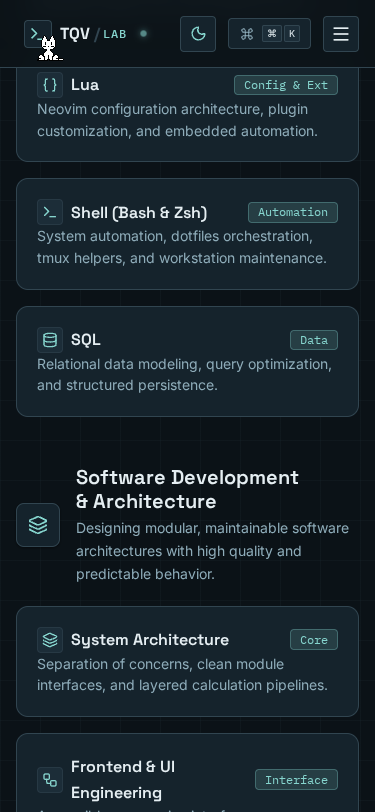 TQV / LAB
⌘ ⌘ K
Lua
Config & Ext
Neovim configuration architecture, plugin
customization, and embedded automation.
Shell (Bash & Zsh)
Automation
System automation, dotfiles orchestration,
tmux helpers, and workstation maintenance.
SQL
Data
Relational data modeling, query optimization,
and structured persistence.
Software Development
& Architecture
Designing modular, maintainable software
architectures with high quality and
predictable behavior.
System Architecture
Core
Separation of concerns, clean module
interfaces, and layered calculation pipelines.
Frontend & UI
Engineering
Interface